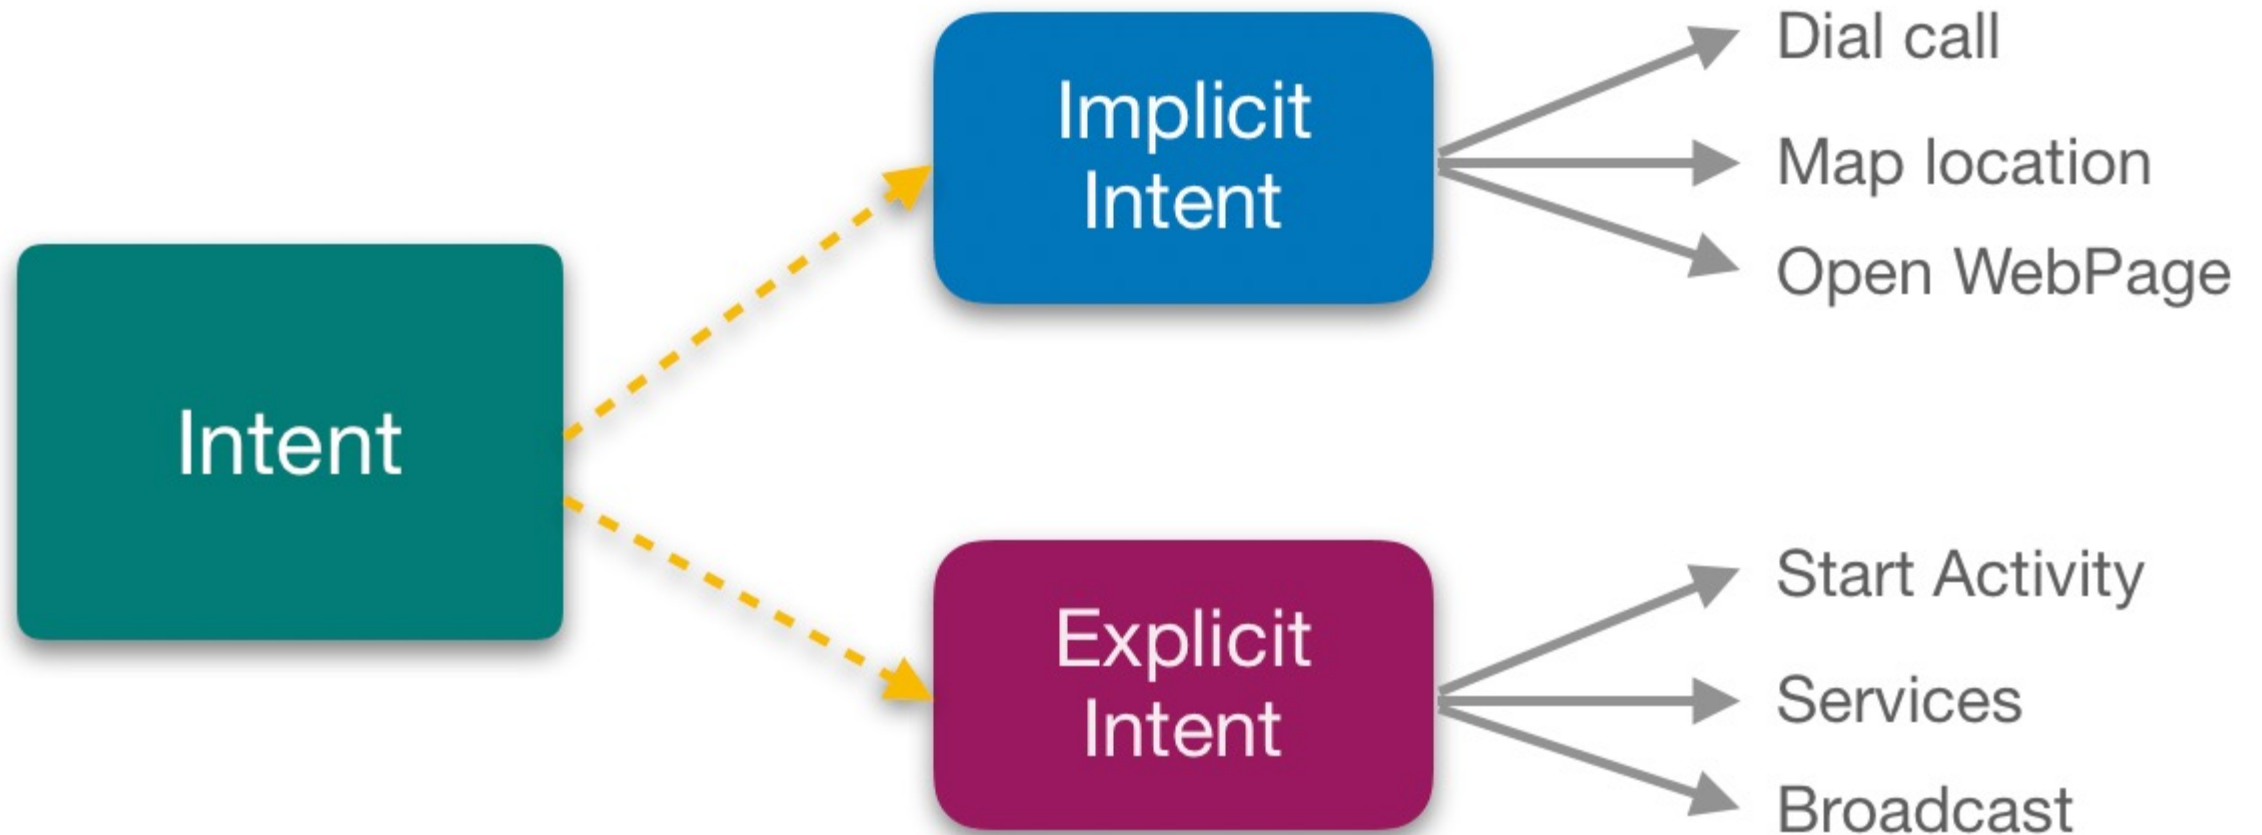 Intent
Implicit
Intent
Dial call
Map location
Open WebPage
Explicit
Intent
Start Activity
Services
Broadcast